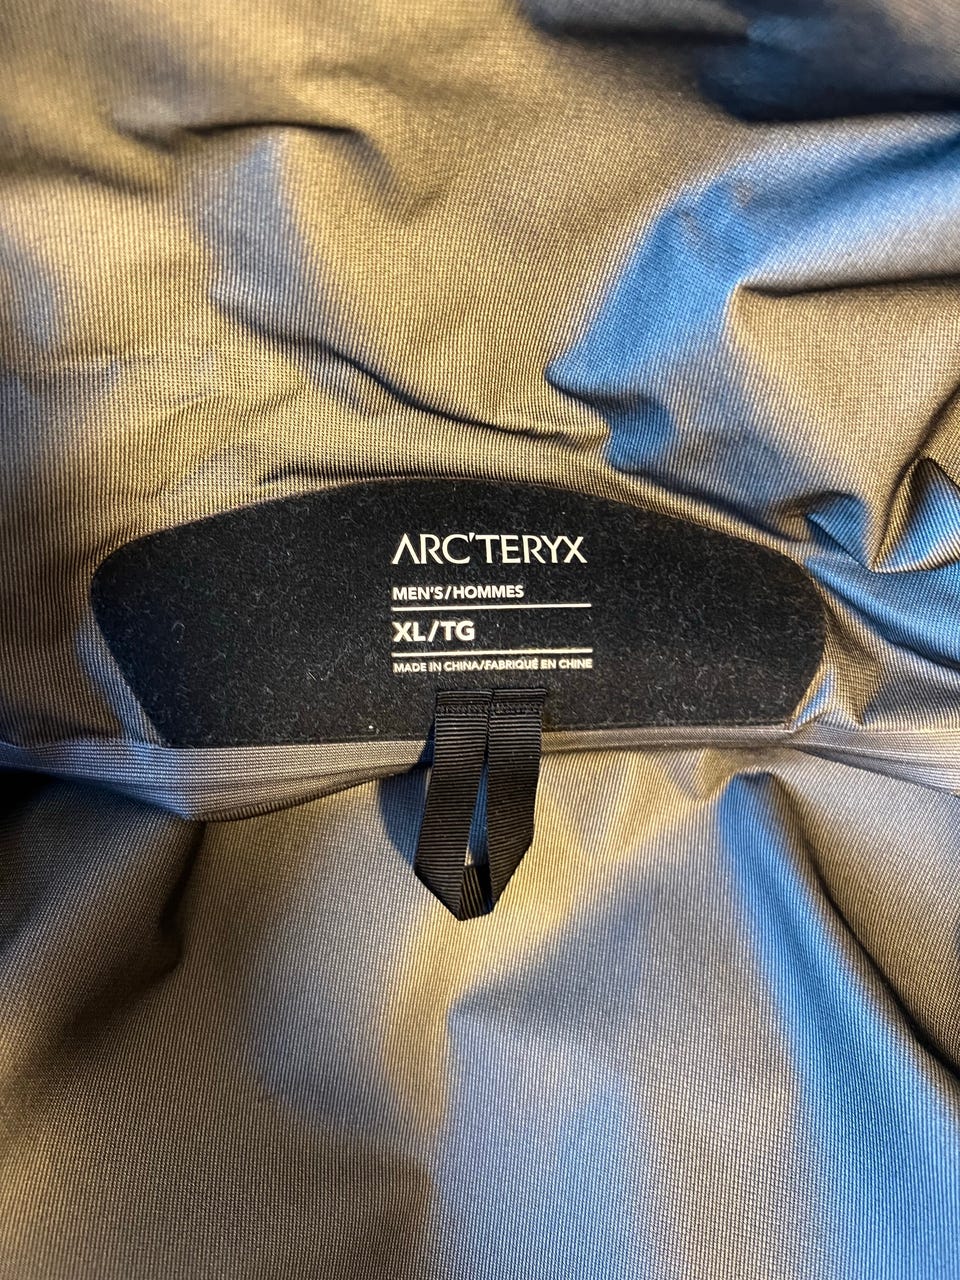 ARC'TERYX
MEN'S/HOMMES
XL/TG
MADE IN CHINA/FABRIQUÉ EN CHINE